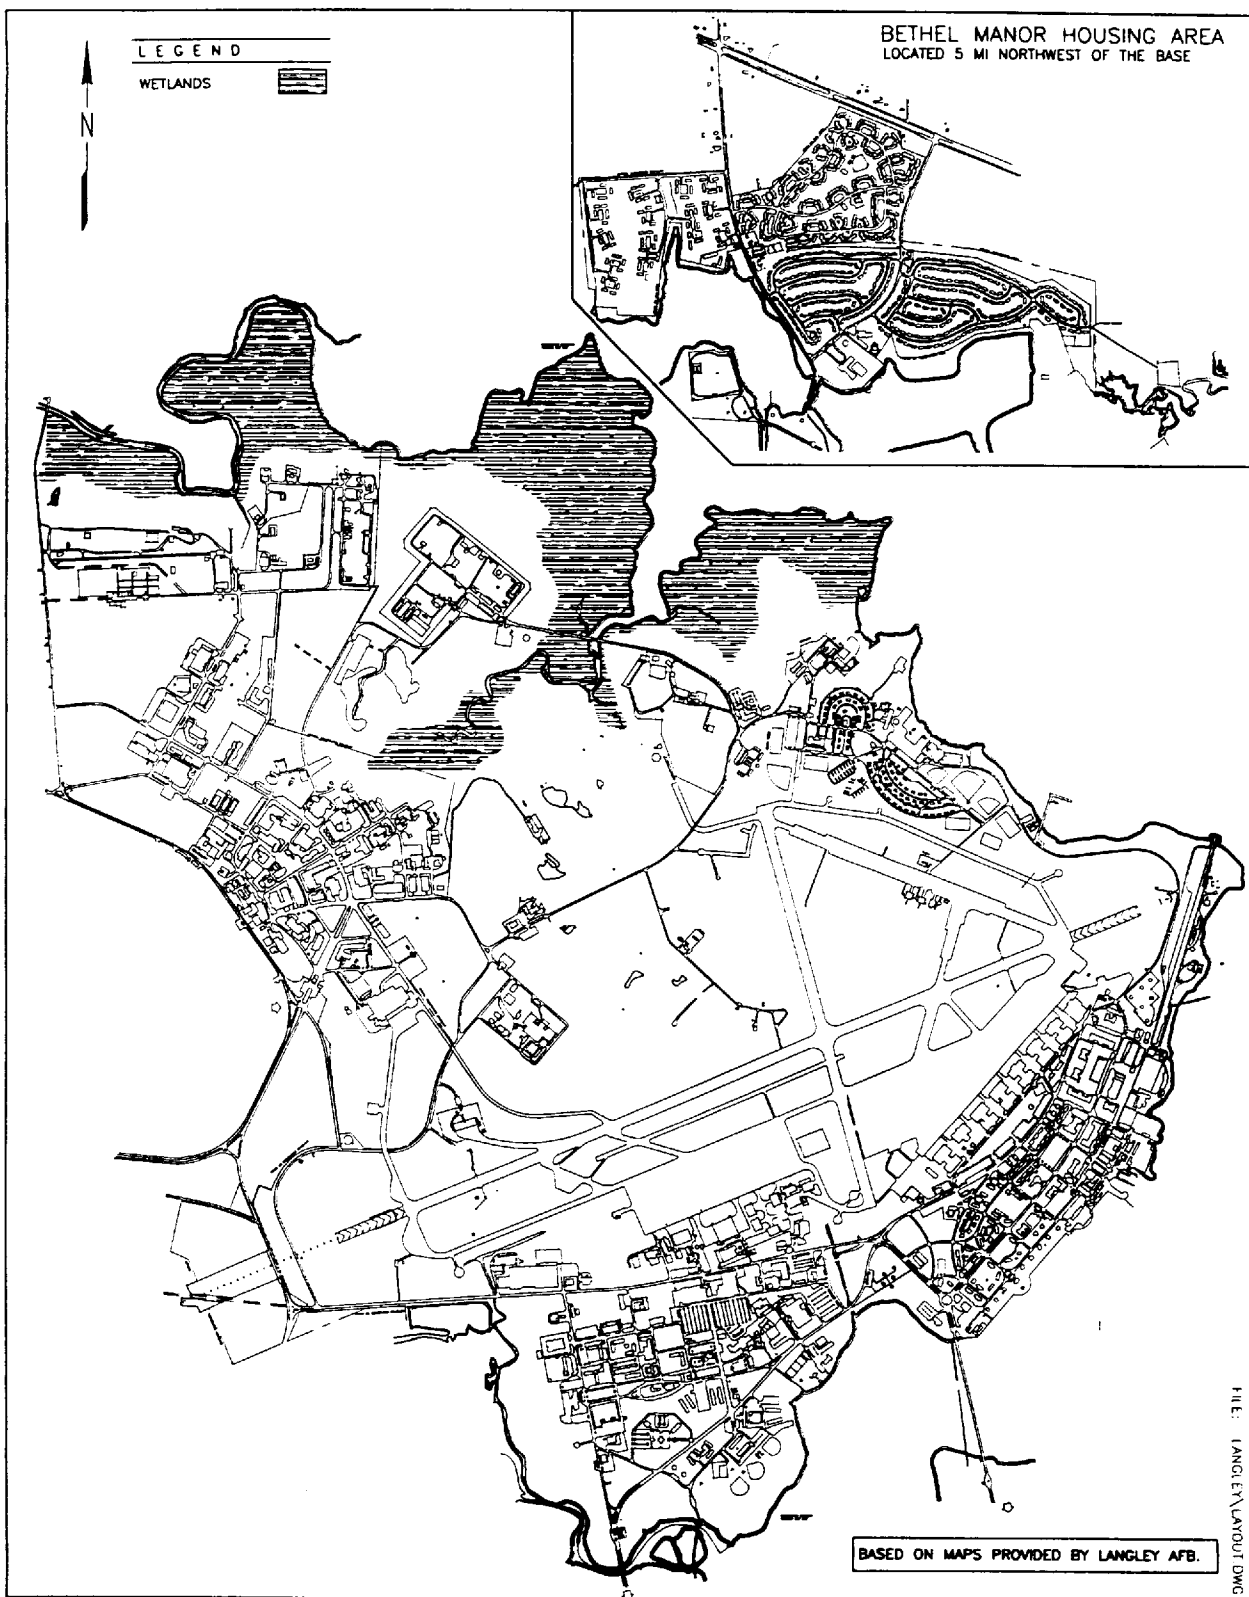 LEGEND
WETLANDS
N
BETHEL MANOR HOUSING AREA
LOCATED 5 MI NORTHWEST OF THE BASE
BASED ON MAPS PROVIDED BY LANGLEY AFB.
FILE: LANGLEY\LAYOUT.DWG